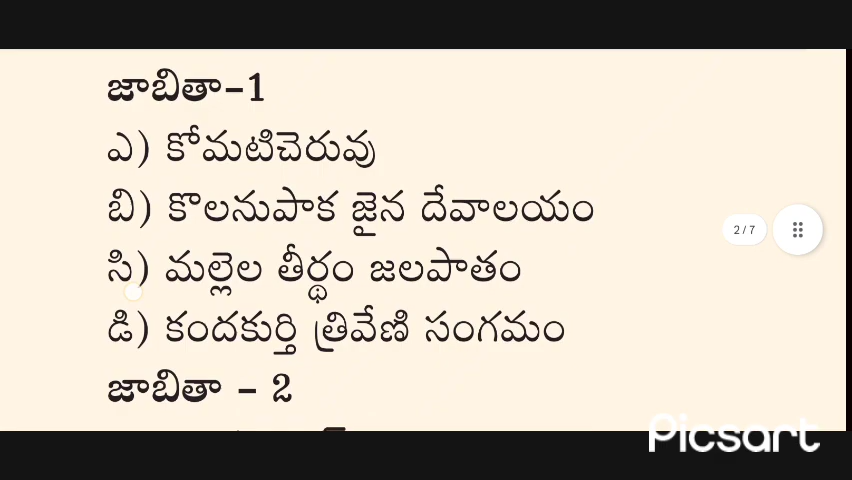 జాబితా-1
ఎ) కోమటిచెరువు
బి) కొలనుపాక జైన దేవాలయం
2/7
సి) మల్లెల తీర్థం జలపాతం
డి) కందకుర్తి త్రివేణి సంగమం
జాబితా - 2
Picsart